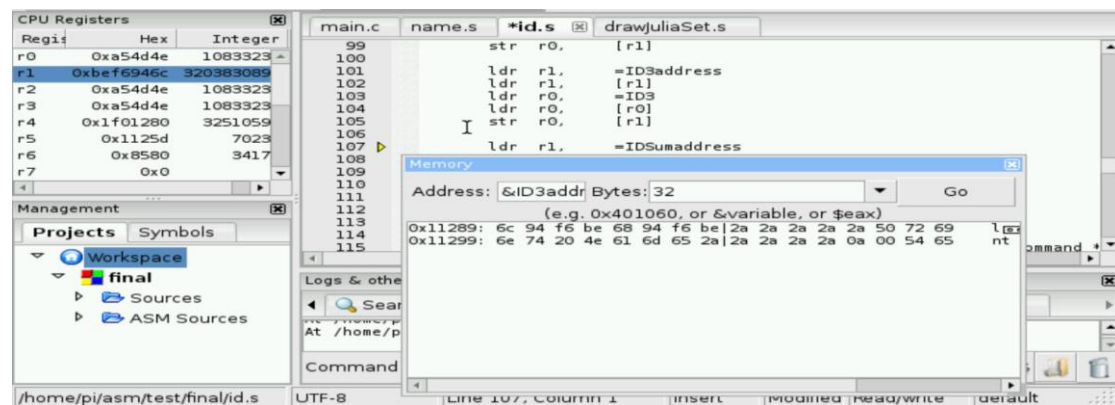 CPU Registers
Regis Hex Integer
r0 0xa54d4e 1083323
r1 0xbef6946c 320383089
r2 0xa54d4e 1083323
r3 0xa54d4e 1083323
r4 0x1f01280 3251059
r5 0x1125d 7023
r6 0x8580 3417
r7 0x0
Management
Projects Symbols
Workspace
final
Sources
ASM Sources
/home/pi/asm/test/final/id.s
main.c name.s *id.s drawJuliaSet.s
99 str r0, [r1]
100
101 ldr r1, =ID3address
102 ldr r1, [r1]
103 ldr r0, =ID3
104 ldr r0, [r0]
105 str r0, [r1]
106
107 ldr r1, =IDSumaddress
108
109
110
111
112
113
114
115 ommand *
Memory
Address: &ID3addr Bytes: 32 Go
(e.g. 0x401060, or &variable, or $eax)
0x11289: 6c 94 f6 be 68 94 f6 be|2a 2a 2a 2a 2a 50 72 69 l
0x11299: 6e 74 20 4e 61 6d 65 2a|2a 2a 2a 2a 0a 00 54 65 nt
Logs & othe
Sear
At /home/p
Command
UTF-8 Line 107, Column 1 Insert Modified Read/Write default